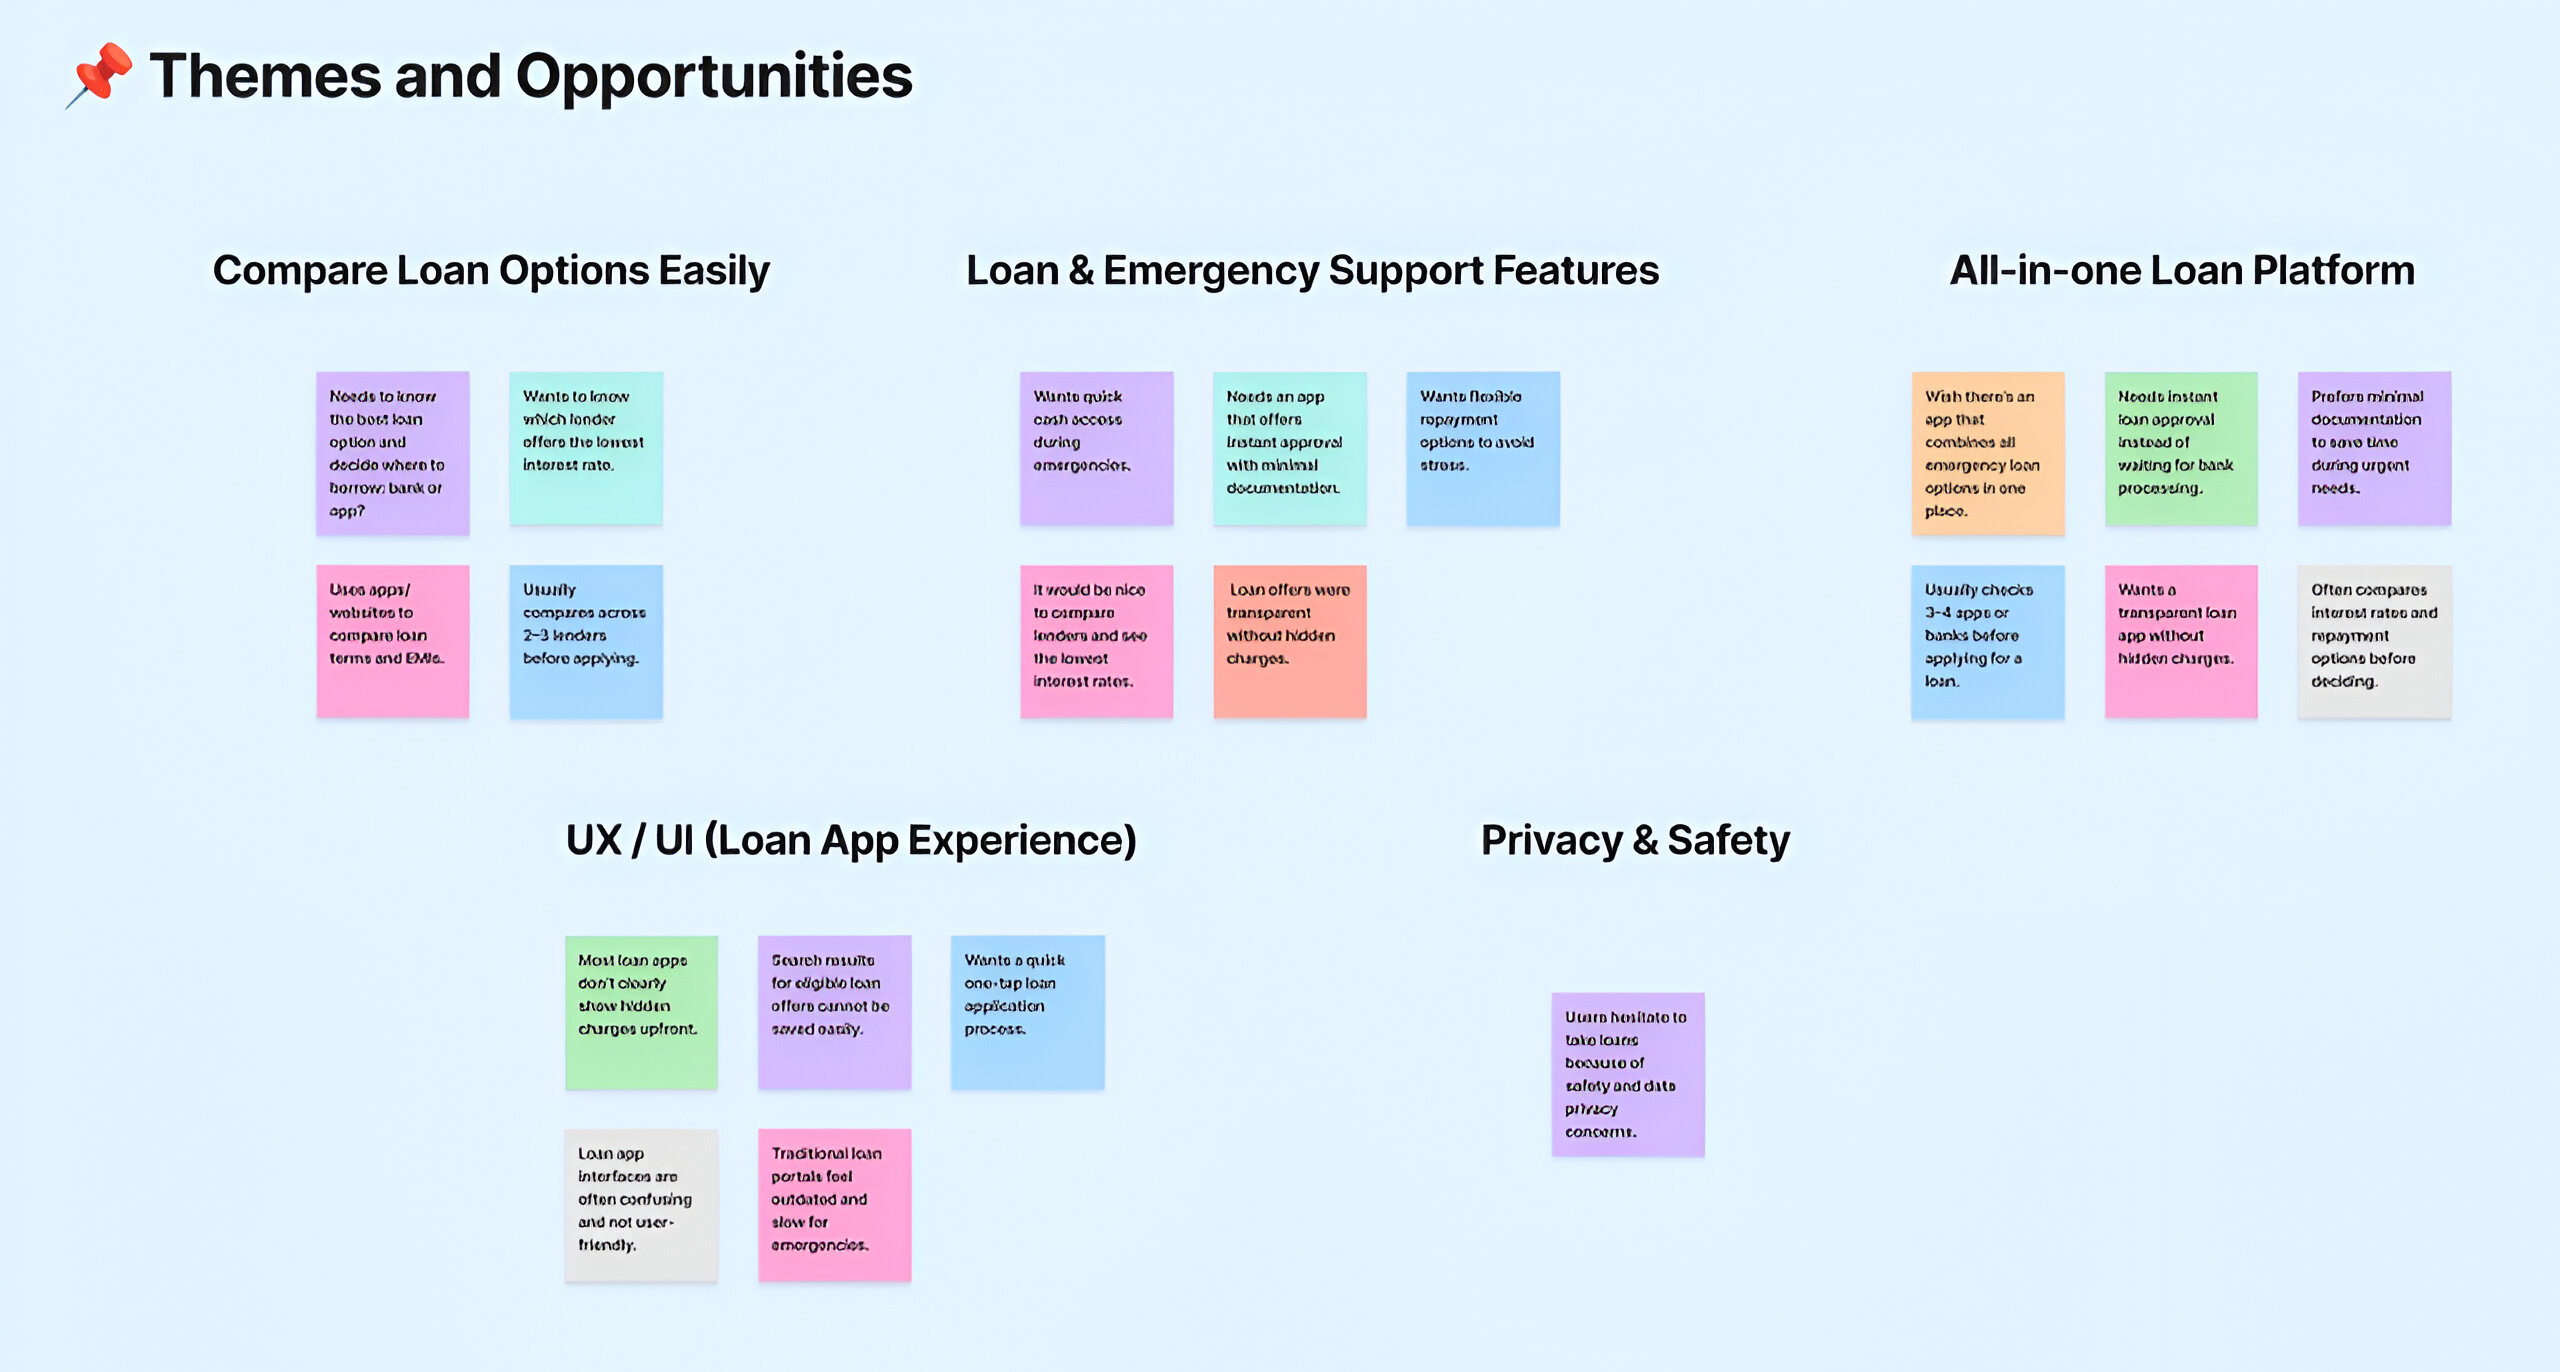 📌 Themes and Opportunities
Compare Loan Options Easily
Needs to know
the best loan
option and
decide where to
borrow: bank or
app?
Wants to know
which lender
offers the lowest
interest rate.
Uses apps/
websites to
compare loan
terms and EMIs.
Usually
compares across
2–3 lenders
before applying.
Loan & Emergency Support Features
Wants quick
cash access
during
emergencies.
Needs an app
that offers
instant approval
with minimal
documentation.
Wants flexible
repayment
options to avoid
stress.
It would be nice
to compare
lenders and see
the lowest
interest rates.
Loan offers were
transparent
without hidden
charges.
All-in-one Loan Platform
Wish there's an
app that
combines all
emergency loan
options in one
place.
Needs instant
loan approval
instead of
waiting for bank
processing.
Prefers minimal
documentation
to save time
during urgent
needs.
Usually checks
3–4 apps or
banks before
applying for a
loan.
Wants a
transparent loan
app without
hidden charges.
Often compares
interest rates and
repayment
options before
deciding.
UX / UI (Loan App Experience)
Most loan apps
don't clearly
show hidden
charges upfront.
Search results
for eligible loan
offers cannot be
saved easily.
Wants a quick
one-tap loan
application
process.
Loan app
interfaces are
often confusing
and not user-
friendly.
Traditional loan
portals feel
outdated and
slow for
emergencies.
Privacy & Safety
Users hesitate to
take loans
because of
safety and data
privacy
concerns.